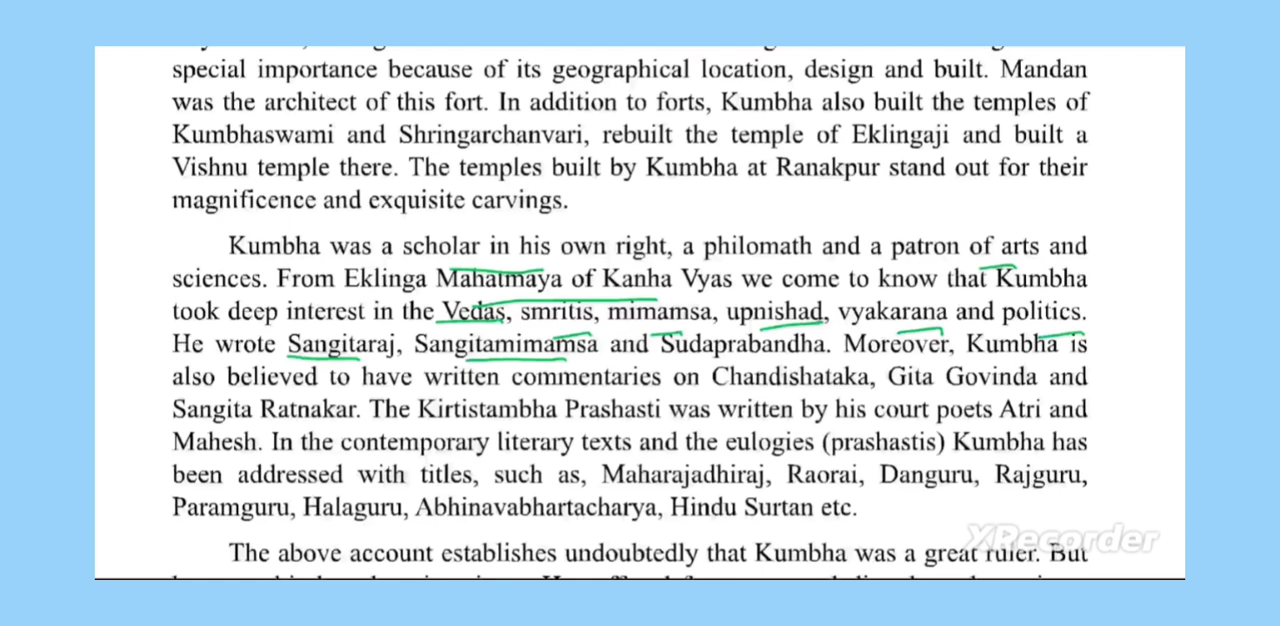 special importance because of its geographical location, design and built. Mandan
was the architect of this fort. In addition to forts, Kumbha also built the temples of
Kumbhaswami and Shringarchanvari, rebuilt the temple of Eklingaji and built a
Vishnu temple there. The temples built by Kumbha at Ranakpur stand out for their
magnificence and exquisite carvings.
Kumbha was a scholar in his own right, a philomath and a patron of arts and
sciences. From Eklinga Mahatmaya of Kanha Vyas we come to know that Kumbha
took deep interest in the Vedas, smritis, mimamsa, upnishad, vyakarana and politics.
He wrote Sangitaraj, Sangitamimamsa and Sudaprabandha. Moreover, Kumbha is
also believed to have written commentaries on Chandishataka, Gita Govinda and
Sangita Ratnakar. The Kirtistambha Prashasti was written by his court poets Atri and
Mahesh. In the contemporary literary texts and the eulogies (prashastis) Kumbha has
been addressed with titles, such as, Maharajadhiraj, Raorai, Danguru, Rajguru,
Paramguru, Halaguru, Abhinavabhartacharya, Hindu Surtan etc.
XRecorder
The above account establishes undoubtedly that Kumbha was a great ruler. But